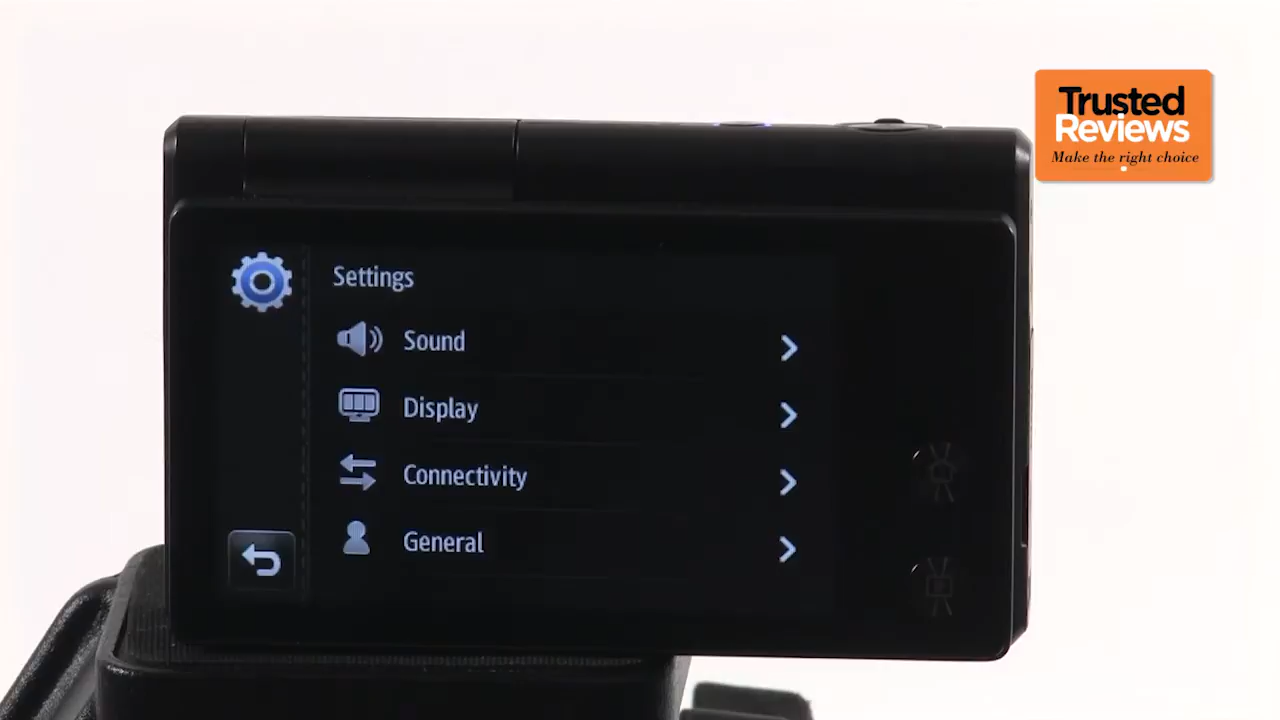 Trusted
Reviews
Make the right choice
Settings
Sound
Display
Connectivity
General